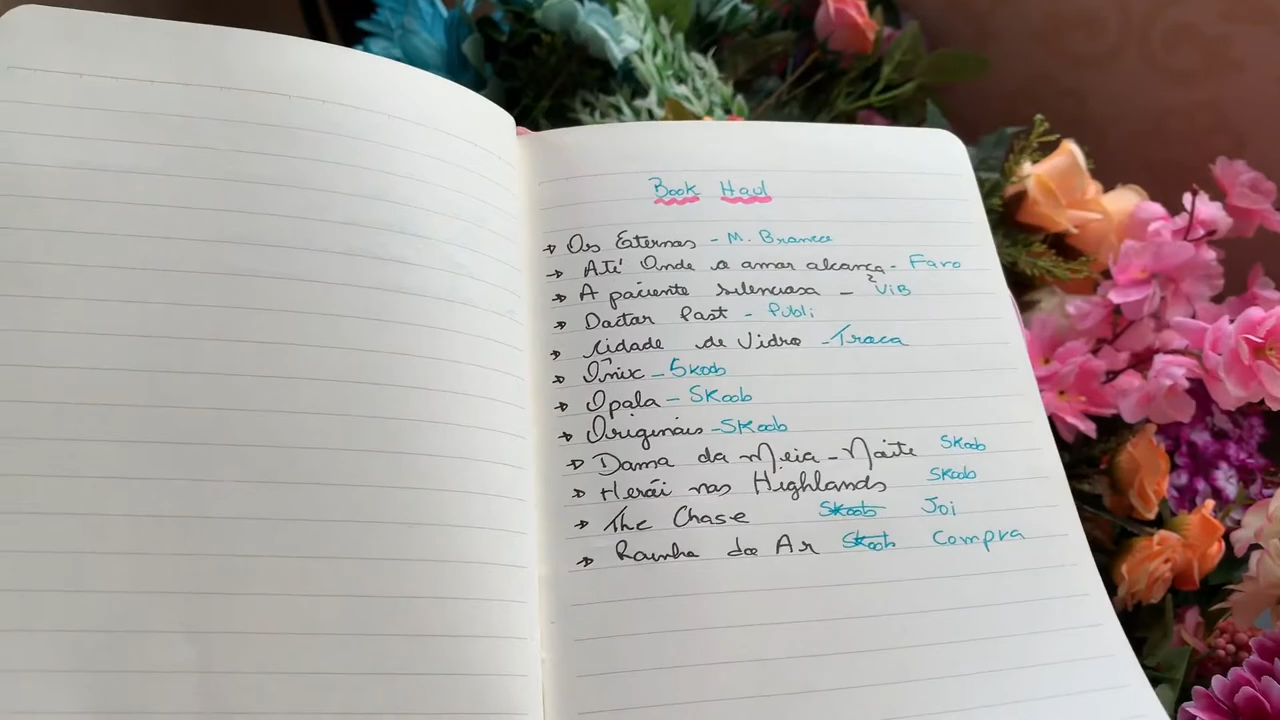 Book Haul
→ Os Eternos - M. Branca
→ Até Onde o amor alcança - Faro
→ A paciente silenciosa - VIB
→ Doctor Past - Publi
→ Cidade de Vidro - Troca
→ Ônix - Skoob
→ Opala - Skoob
→ Originais - Skoob
→ Dama da Meia-Noite Skoob
→ Herói nas Highlands Skoob
→ The Chase Skoob Joi
→ Rainha do Ar Skoob Compra